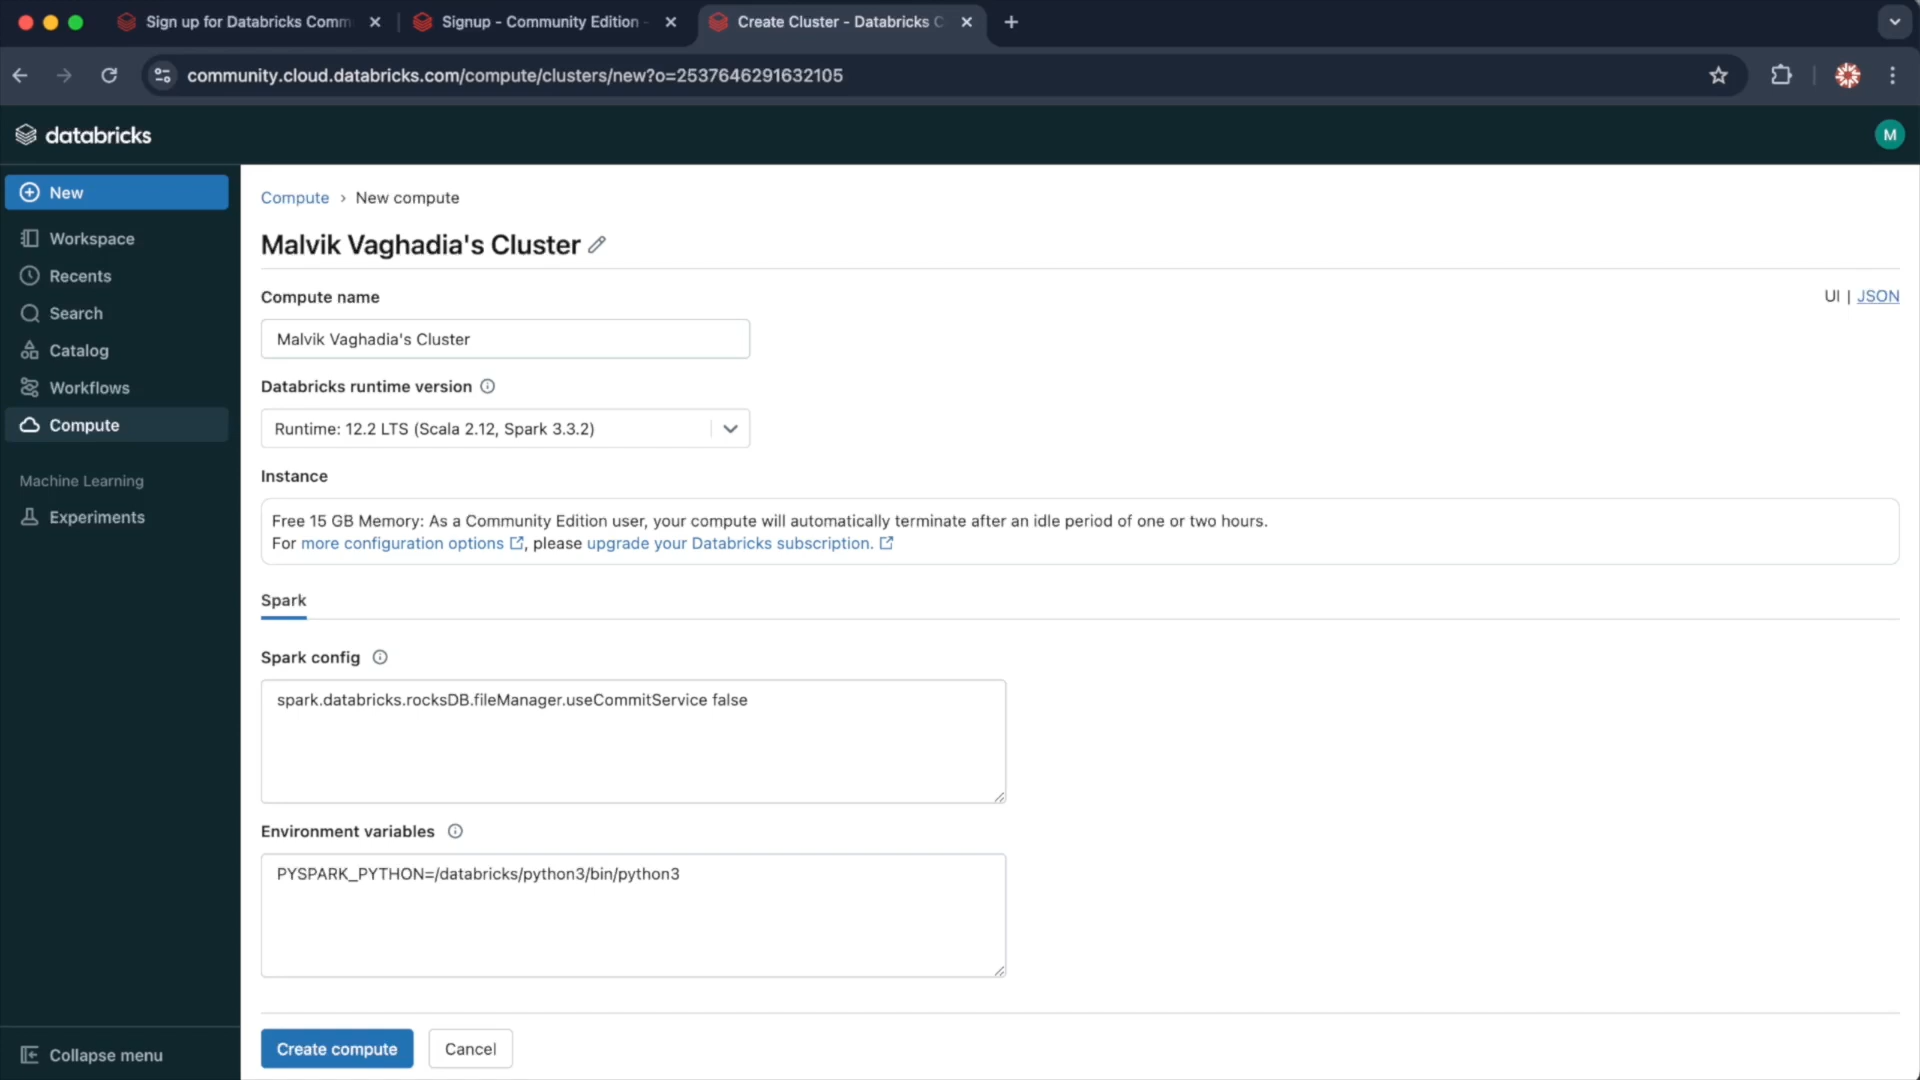 Sign up for Databricks Comm
Signup - Community Edition -
Create Cluster - Databricks C
community.cloud.databricks.com/compute/clusters/new?o=2537646291632105
databricks
M
New
Workspace
Recents
Search
Catalog
Workflows
Compute
Machine Learning
Experiments
Collapse menu
Compute › New compute
Malvik Vaghadia's Cluster
Compute name
UI | JSON
Malvik Vaghadia's Cluster
Databricks runtime version
Runtime: 12.2 LTS (Scala 2.12, Spark 3.3.2)
Instance
Free 15 GB Memory: As a Community Edition user, your compute will automatically terminate after an idle period of one or two hours.
For more configuration options, please upgrade your Databricks subscription.
Spark
Spark config
spark.databricks.rocksDB.fileManager.useCommitService false
Environment variables
PYSPARK_PYTHON=/databricks/python3/bin/python3
Create compute
Cancel